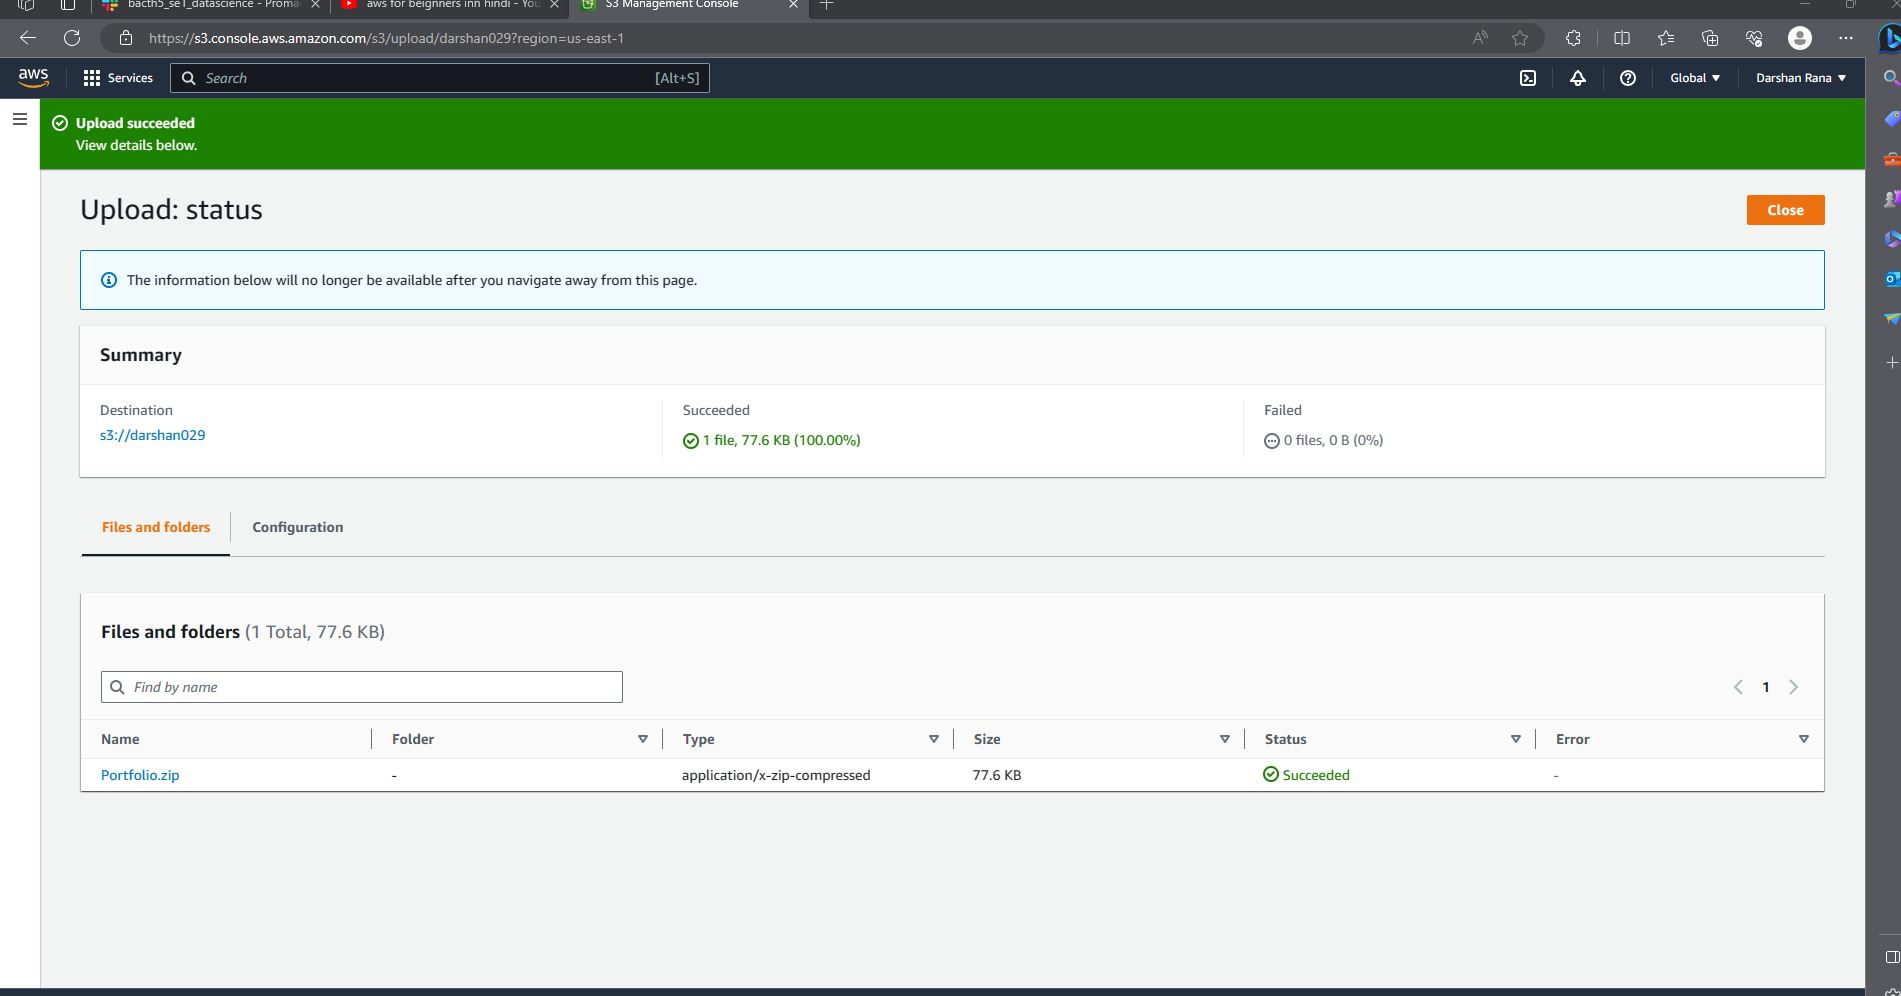 bacth5_se1_datascience - Proma
aws for beignners inn hindi - You
S3 Management Console
https://s3.console.aws.amazon.com/s3/upload/darshan029?region=us-east-1
aws
Services
Search
[Alt+S]
Global
Darshan Rana
Upload succeeded
View details below.
Upload: status
Close
The information below will no longer be available after you navigate away from this page.
Summary
Destination
s3://darshan029
Succeeded
1 file, 77.6 KB (100.00%)
Failed
0 files, 0 B (0%)
Files and folders
Configuration
Files and folders (1 Total, 77.6 KB)
Find by name
1
Name Folder Type Size Status Error
Portfolio.zip - application/x-zip-compressed 77.6 KB Succeeded -